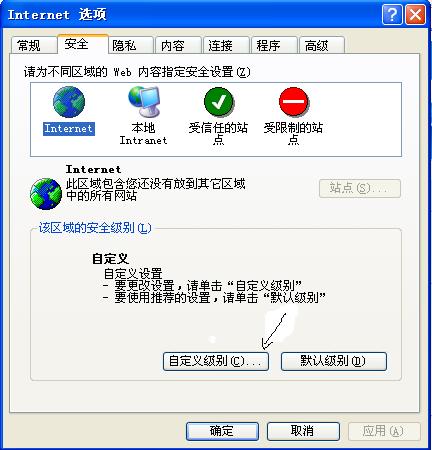 Internet 选项
常规 安全 隐私 内容 连接 程序 高级
请为不同区域的 Web 内容指定安全设置(Z)
Internet 本地 Intranet 受信任的站点 受限制的站点
Internet
此区域包含您还没有放到其它区域
中的所有网站
站点(S)...
该区域的安全级别(L)
自定义
自定义设置
- 要更改设置,请单击“自定义级别”
- 要使用推荐的设置,请单击“默认级别”
自定义级别(C)... 默认级别(D)
确定 取消 应用(A)